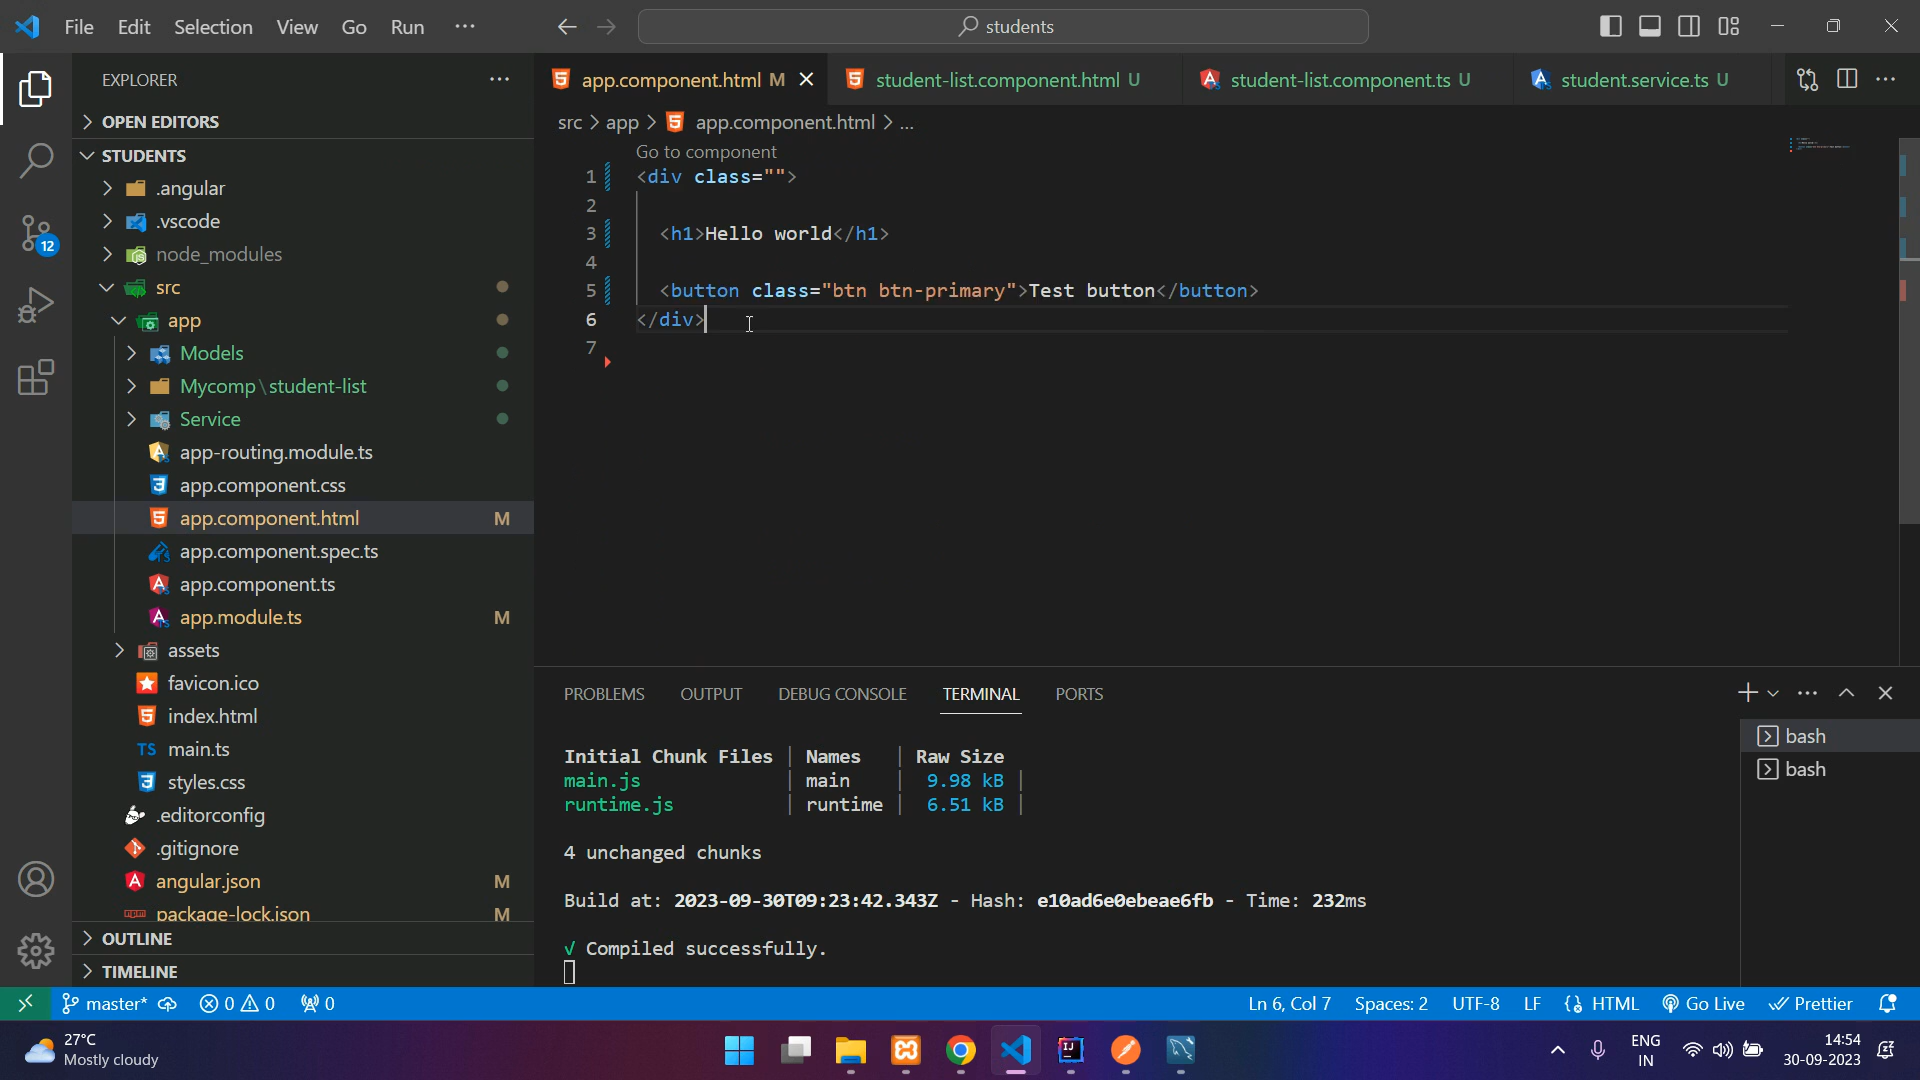 File Edit Selection View Go Run ···
students
EXPLORER ···
OPEN EDITORS
STUDENTS
.angular
.vscode
node_modules
src
app
Models
Mycomp\student-list
Service
app-routing.module.ts
app.component.css
app.component.html M
app.component.spec.ts
app.component.ts
app.module.ts M
assets
favicon.ico
index.html
main.ts
styles.css
.editorconfig
.gitignore
angular.json M
package-lock.json M
OUTLINE
TIMELINE
12
app.component.html M
student-list.component.html U
student-list.component.ts U
student.service.ts U
src > app > app.component.html > ...
Go to component
1 <div class="">
2
3 <h1>Hello world</h1>
4
5 <button class="btn btn-primary">Test button</button>
6 </div>
7
PROBLEMS OUTPUT DEBUG CONSOLE TERMINAL PORTS
bash
bash
Initial Chunk Files | Names | Raw Size
main.js | main | 9.98 kB |
runtime.js | runtime | 6.51 kB |
4 unchanged chunks
Build at: 2023-09-30T09:23:42.343Z - Hash: e10ad6e0ebeae6fb - Time: 232ms
√ Compiled successfully.
master* 0 0 0
Ln 6, Col 7 Spaces: 2 UTF-8 LF {} HTML Go Live Prettier
27°C
Mostly cloudy
ENG
IN
14:54
30-09-2023